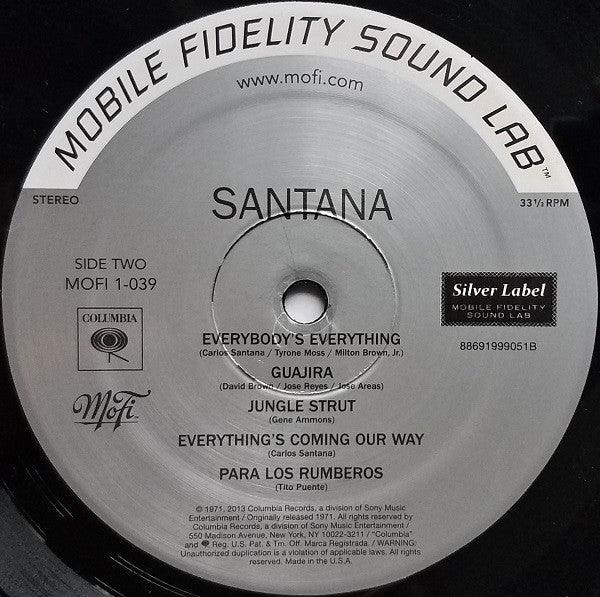 MOBILE FIDELITY SOUND LAB™
www.mofi.com
STEREO
33 1/3 RPM
SANTANA
SIDE TWO
MOFI 1-039
Silver Label
MOBILE FIDELITY
SOUND LAB
COLUMBIA
88691999051B
MoFi
EVERYBODY'S EVERYTHING
(Carlos Santana / Tyrone Moss / Milton Brown, Jr.)
GUAJIRA
(David Brown / Jose Reyes / Jose Areas)
JUNGLE STRUT
(Gene Ammons)
EVERYTHING'S COMING OUR WAY
(Carlos Santana)
PARA LOS RUMBEROS
(Tito Puente)
© 1971, 2013 Columbia Records, a division of Sony Music
Entertainment / Originally released 1971. All rights reserved by
Columbia Records, a division of Sony Music Entertainment /
550 Madison Avenue, New York, NY 10022-3211 / "Columbia"
and Reg. U.S. Pat. & Tm. Off. Marca Registrada. / WARNING:
Unauthorized duplication is a violation of applicable laws. All rights
reserved. Made in the U.S.A.